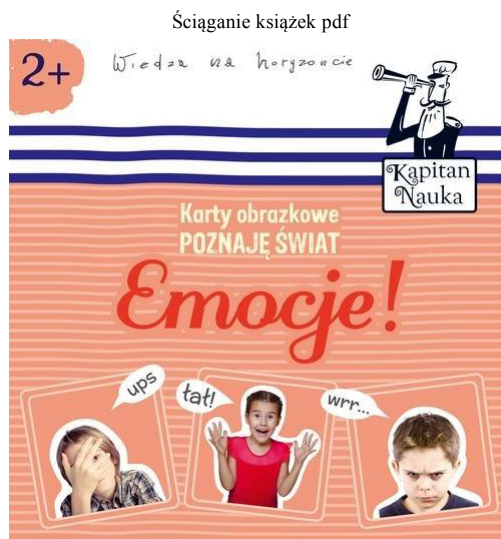 Ściąganie książek pdf
2+
Wiedza na horyzoncie
Kapitan
Nauka
Karty obrazkowe
POZNAJĘ ŚWIAT
Emocje!
ups
łał!
wrr...